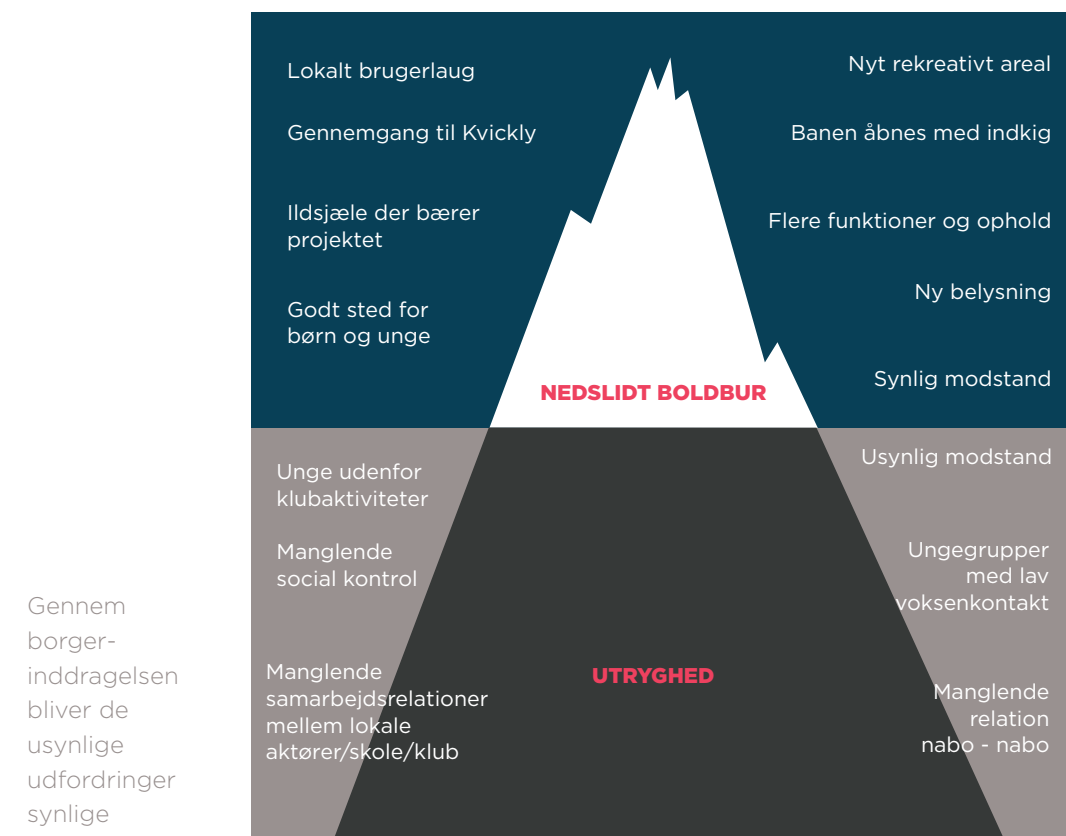 Lokalt brugerlaug
Gennemgang til Kvickly
Ildsjæle der bærer
projektet
Godt sted for
børn og unge
Nyt rekreativt areal
Banen åbnes med indkig
Flere funktioner og ophold
Ny belysning
Synlig modstand
NEDSLIDT BOLDBUR
Unge udenfor
klubaktiviteter
Manglende
social kontrol
Manglende
samarbejdsrelationer
mellem lokale
aktører/skole/klub
UTRYGHED
Usynlig modstand
Ungegrupper
med lav
voksenkontakt
Manglende
relation
nabo - nabo
Gennem
borger-
inddragelsen
bliver de
usynlige
udfordringer
synlige